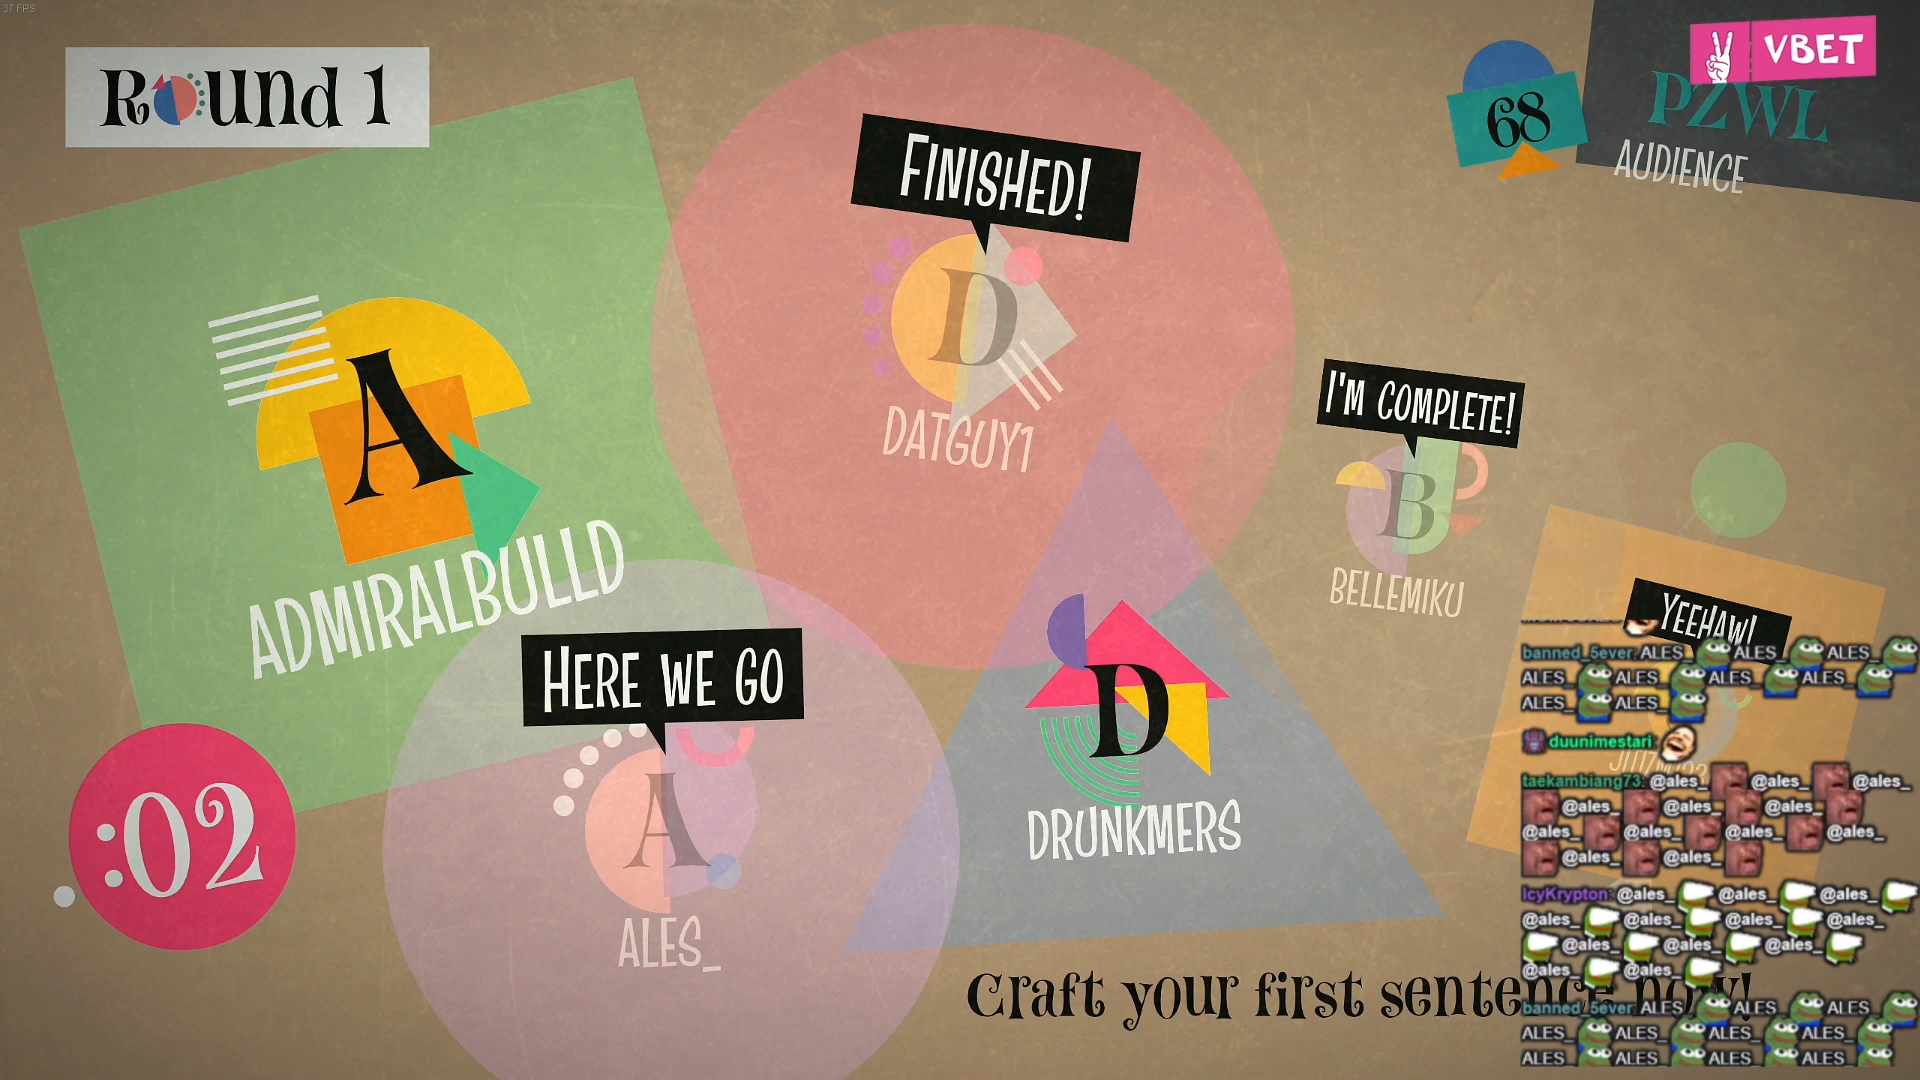 37 FPS
Round 1
VBET
68
PZWL
AUDIENCE
FINISHED!
D
DATGUY1
A
ADMIRALBULLD
I'M COMPLETE!
B
BELLEMIKU
YEEHAW!
HERE WE GO
A
ALES_
D
DRUNKMERS
:02
Craft your first sentence now!
banned_5ever: ALES_ ALES_ ALES_
ALES_ ALES_ ALES_ ALES_
ALES_ ALES_
duunimestari
taekambiang73: @ales_ @ales_ @ales_
@ales_ @ales_ @ales_
@ales_ @ales_ @ales_ @ales_
@ales_ @ales_
IcyKrypton: @ales_ @ales_ @ales_
@ales_ @ales_ @ales_ @ales_
@ales_ @ales_ @ales_
@ales_ @ales_
banned_5ever: ALES_ ALES_ ALES_
ALES_ ALES_ ALES_ ALES_
ALES_ ALES_ ALES_ ALES_